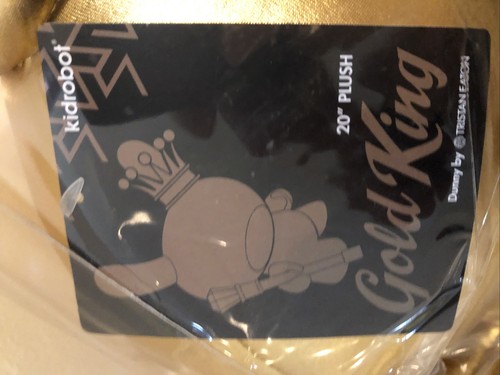 kidrobot®
20" PLUSH
Gold King
Dunny by TRISTAN EATON